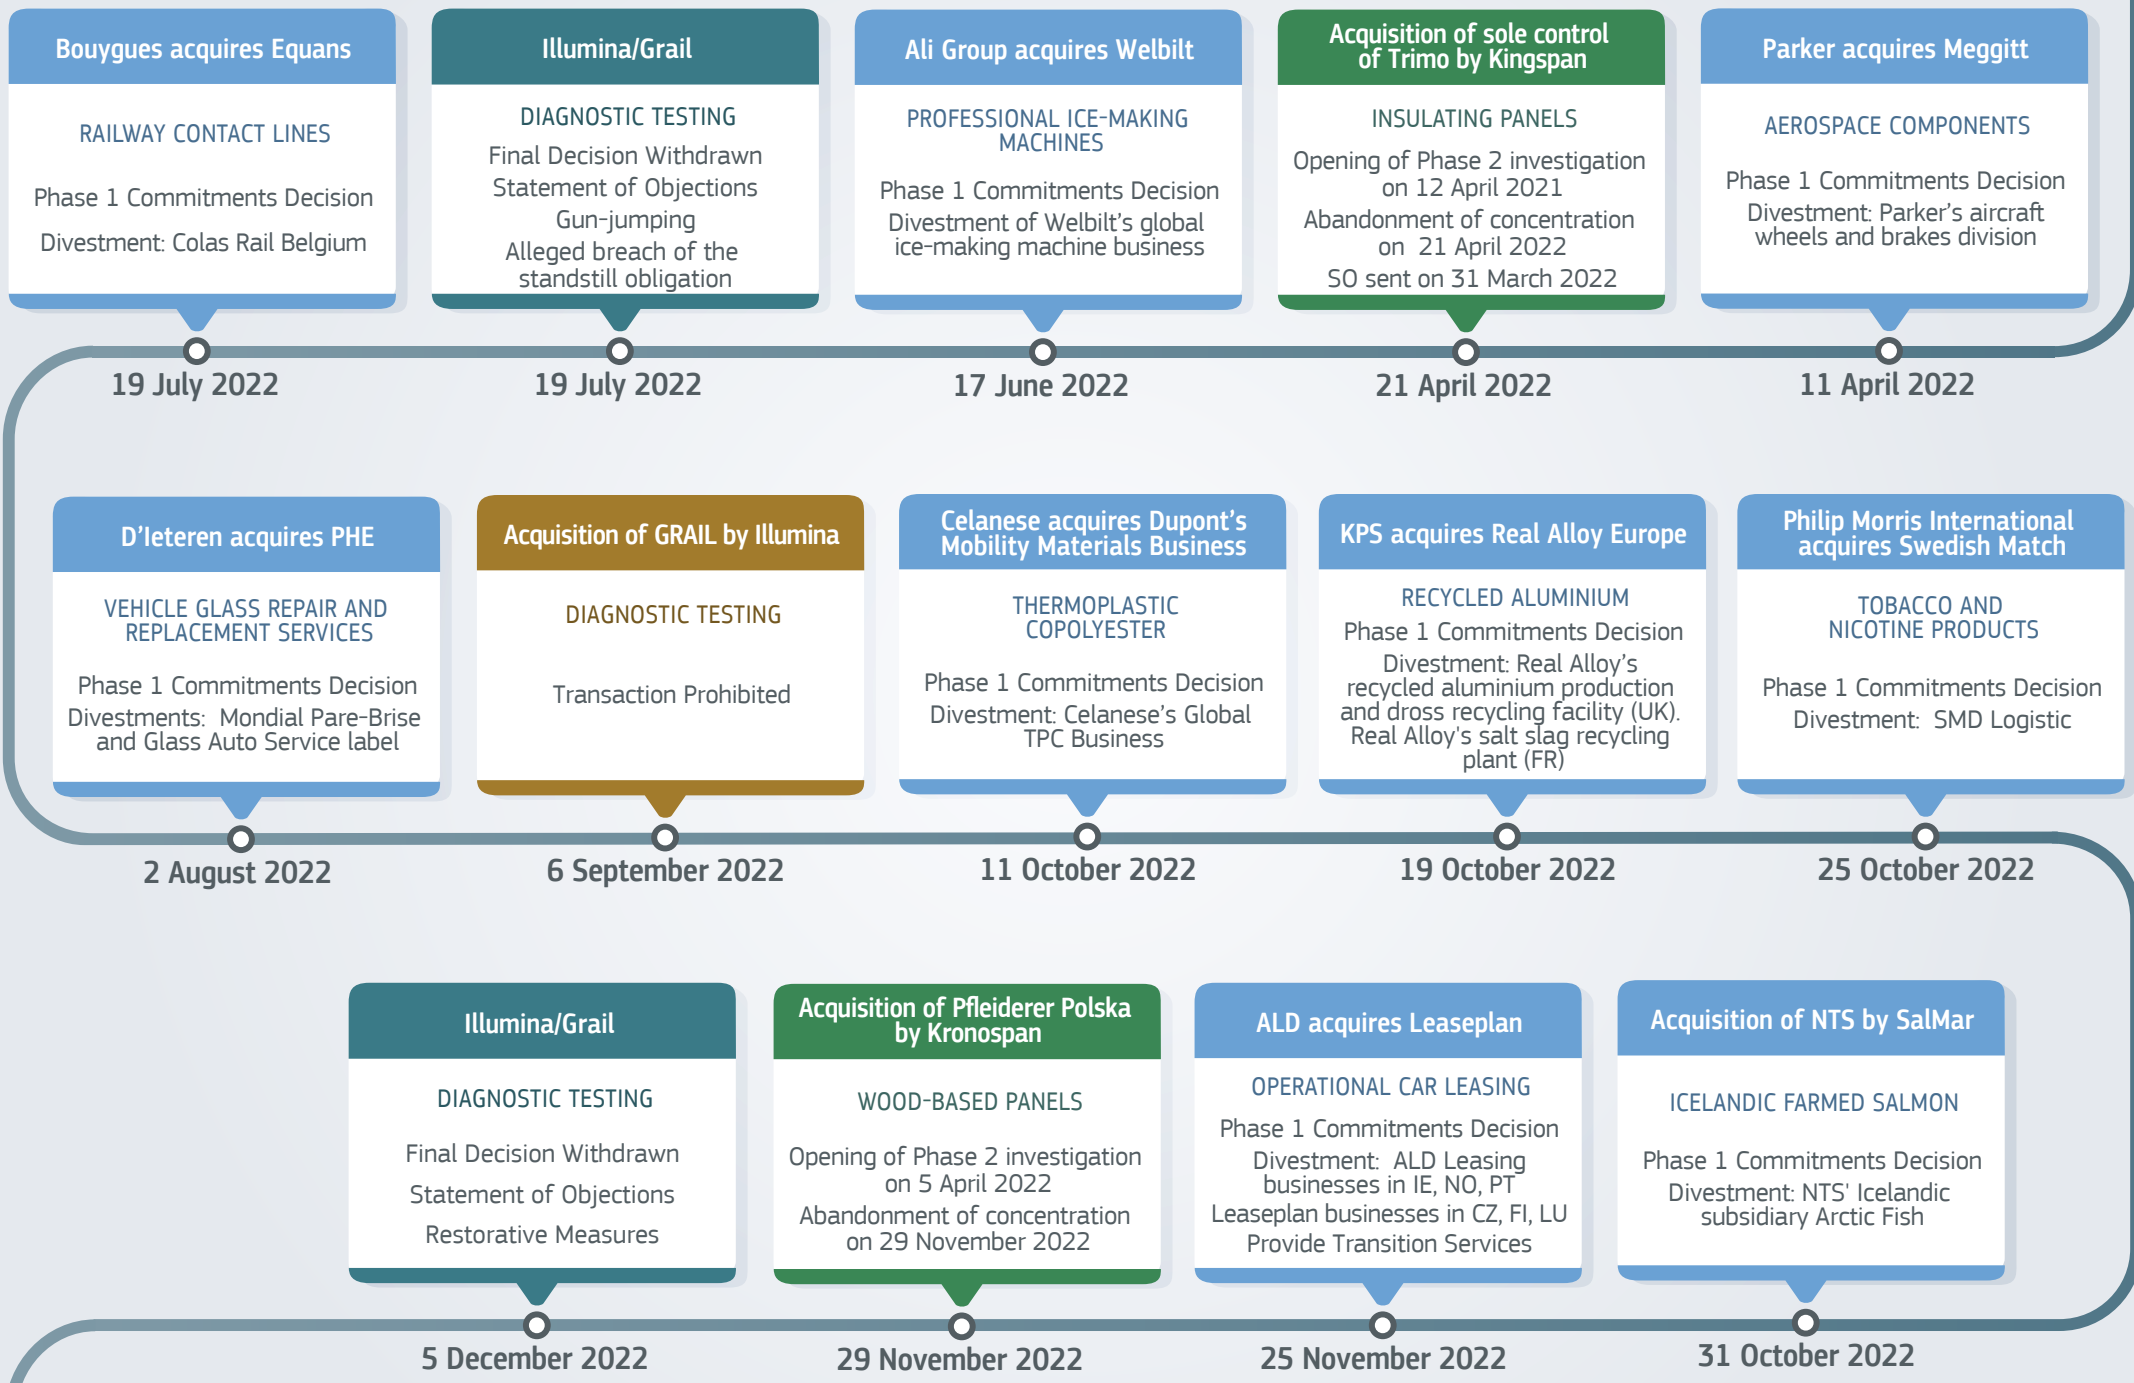 Bouygues acquires Equans
RAILWAY CONTACT LINES
Phase 1 Commitments Decision
Divestment: Colas Rail Belgium
19 July 2022
Illumina/Grail
DIAGNOSTIC TESTING
Final Decision Withdrawn
Statement of Objections
Gun-jumping
Alleged breach of the
standstill obligation
19 July 2022
Ali Group acquires Welbilt
PROFESSIONAL ICE-MAKING
MACHINES
Phase 1 Commitments Decision
Divestment of Welbilt's global
ice-making machine business
17 June 2022
Acquisition of sole control
of Trimo by Kingspan
INSULATING PANELS
Opening of Phase 2 investigation
on 12 April 2021
Abandonment of concentration
on 21 April 2022
SO sent on 31 March 2022
21 April 2022
Parker acquires Meggitt
AEROSPACE COMPONENTS
Phase 1 Commitments Decision
Divestment: Parker's aircraft
wheels and brakes division
11 April 2022
D'Ieteren acquires PHE
VEHICLE GLASS REPAIR AND
REPLACEMENT SERVICES
Phase 1 Commitments Decision
Divestments: Mondial Pare-Brise
and Glass Auto Service label
2 August 2022
Acquisition of GRAIL by Illumina
DIAGNOSTIC TESTING
Transaction Prohibited
6 September 2022
Celanese acquires Dupont's
Mobility Materials Business
THERMOPLASTIC
COPOLYESTER
Phase 1 Commitments Decision
Divestment: Celanese's Global
TPC Business
11 October 2022
KPS acquires Real Alloy Europe
RECYCLED ALUMINIUM
Phase 1 Commitments Decision
Divestment: Real Alloy's
recycled aluminium production
and dross recycling facility (UK).
Real Alloy's salt slag recycling
plant (FR)
19 October 2022
Philip Morris International
acquires Swedish Match
TOBACCO AND
NICOTINE PRODUCTS
Phase 1 Commitments Decision
Divestment: SMD Logistic
25 October 2022
Illumina/Grail
DIAGNOSTIC TESTING
Final Decision Withdrawn
Statement of Objections
Restorative Measures
5 December 2022
Acquisition of Pfleiderer Polska
by Kronospan
WOOD-BASED PANELS
Opening of Phase 2 investigation
on 5 April 2022
Abandonment of concentration
on 29 November 2022
29 November 2022
ALD acquires Leaseplan
OPERATIONAL CAR LEASING
Phase 1 Commitments Decision
Divestment: ALD Leasing
businesses in IE, NO, PT
Leaseplan businesses in CZ, FI, LU
Provide Transition Services
25 November 2022
Acquisition of NTS by SalMar
ICELANDIC FARMED SALMON
Phase 1 Commitments Decision
Divestment: NTS' Icelandic
subsidiary Arctic Fish
31 October 2022